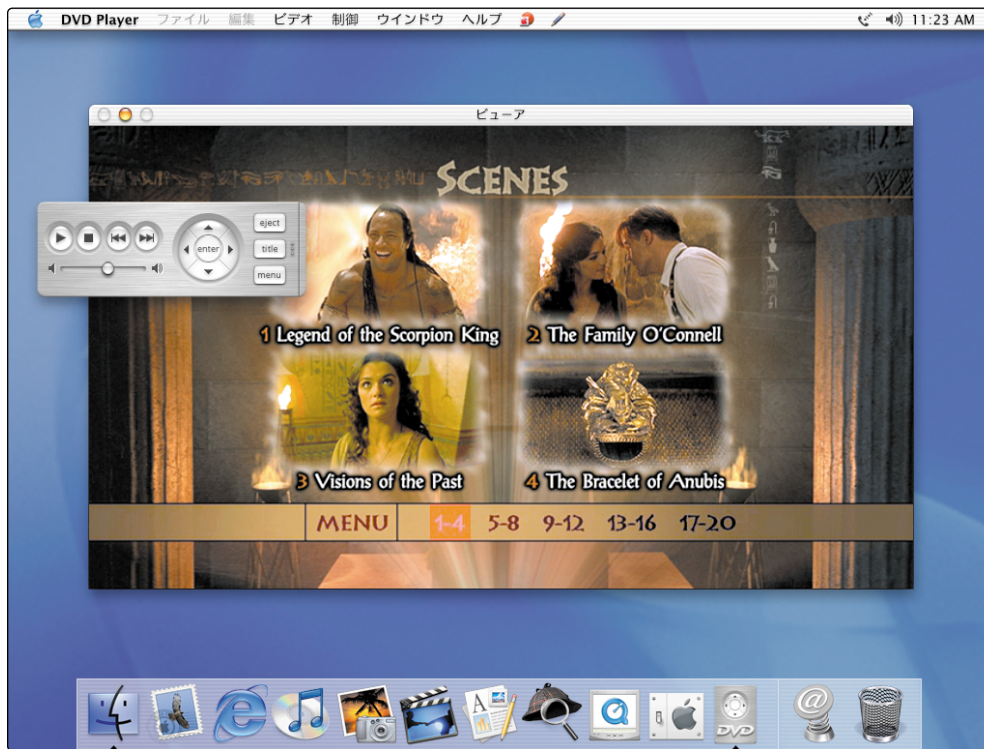 DVD Player ファイル 編集 ビデオ 制御 ウインドウ ヘルプ 11:23 AM
ビューア
SCENES
eject
enter
title
menu
1 Legend of the Scorpion King
2 The Family O'Connell
3 Visions of the Past
4 The Bracelet of Anubis
MENU 1-4 5-8 9-12 13-16 17-20
@
DVD